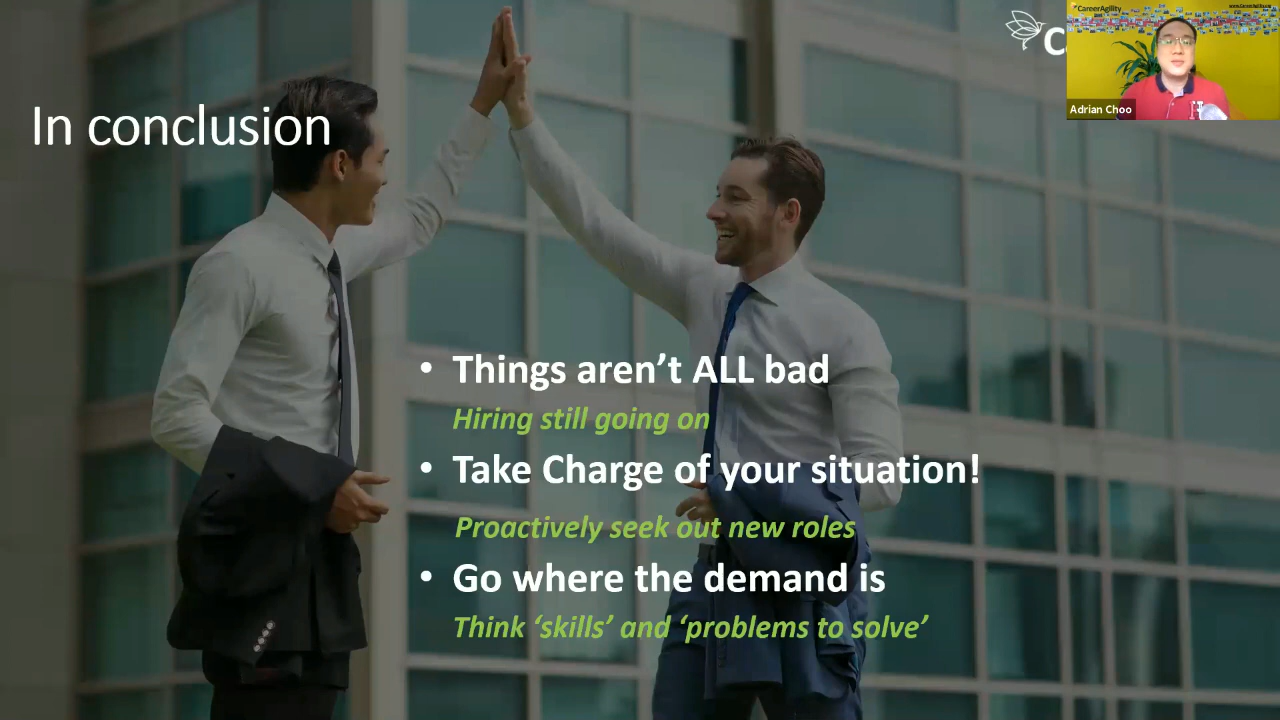 CareerAgility
Adrian Choo
In conclusion
• Things aren’t ALL bad
Hiring still going on
• Take Charge of your situation!
Proactively seek out new roles
• Go where the demand is
Think ‘skills’ and ‘problems to solve’